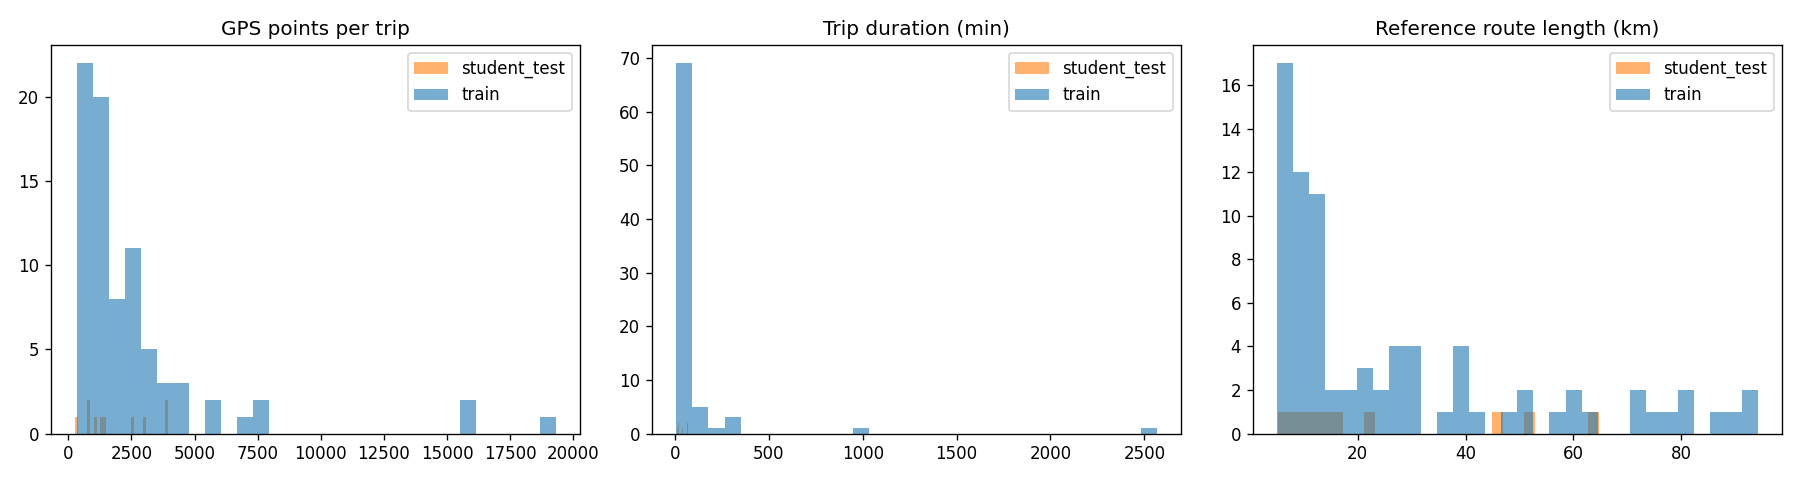 GPS points per trip
student_test
train
20
15
10
5
0
0 2500 5000 7500 10000 12500 15000 17500 20000
Trip duration (min)
student_test
train
70
60
50
40
30
20
10
0
0 500 1000 1500 2000 2500
Reference route length (km)
student_test
train
16
14
12
10
8
6
4
2
0
20 40 60 80